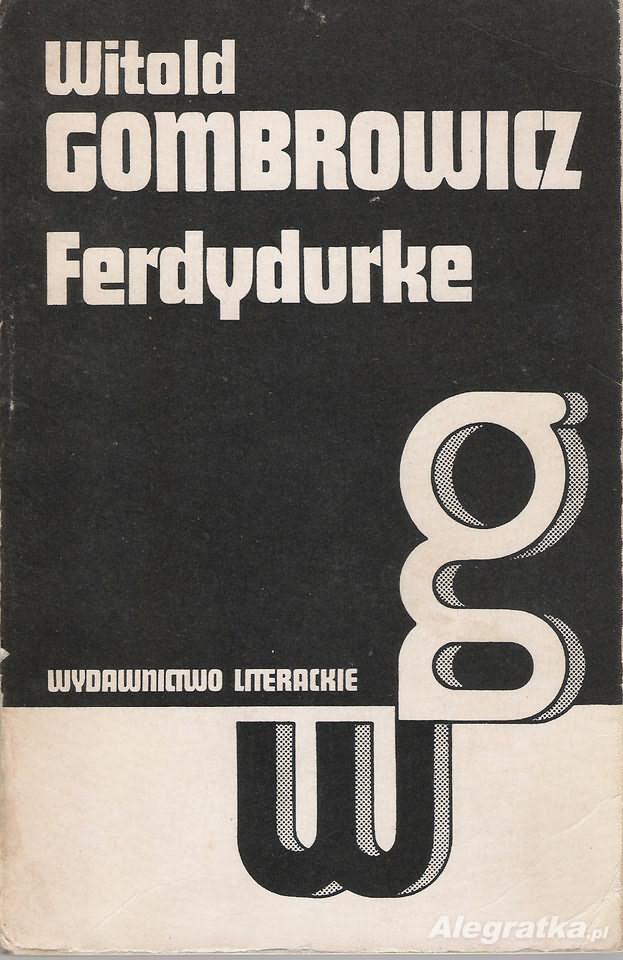 Witold
GOMBROWICZ
Ferdydurke
g
WYDAWNICTWO LITERACKIE
w
Alegratka.pl